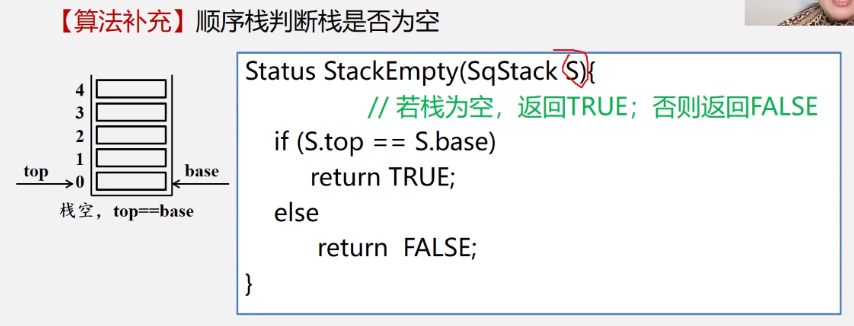 【算法补充】顺序栈判断栈是否为空
4
3
2
1
top 0 base
栈空，top==base
Status StackEmpty(SqStack S){
// 若栈为空，返回TRUE；否则返回FALSE
if (S.top == S.base)
return TRUE;
else
return FALSE;
}